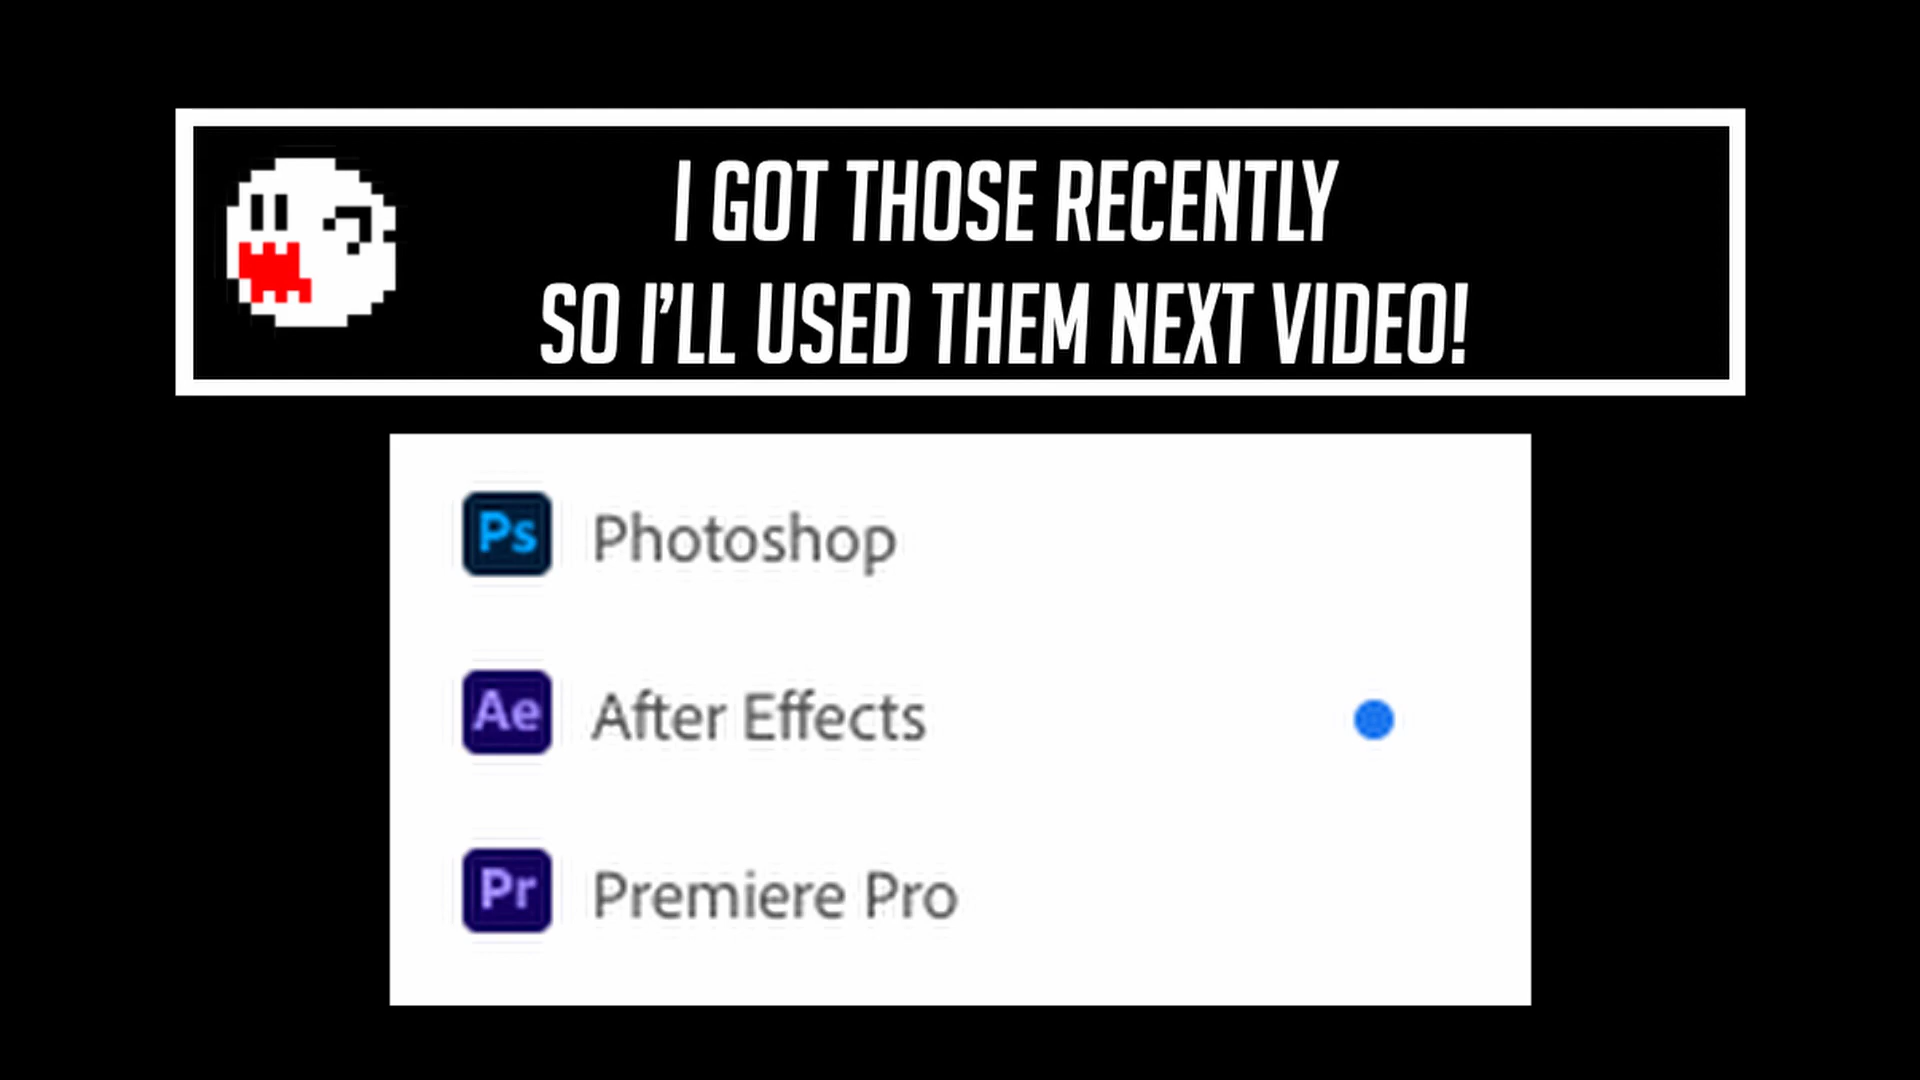 I GOT THOSE RECENTLY
SO I'LL USED THEM NEXT VIDEO!
Ps Photoshop
Ae After Effects
Pr Premiere Pro